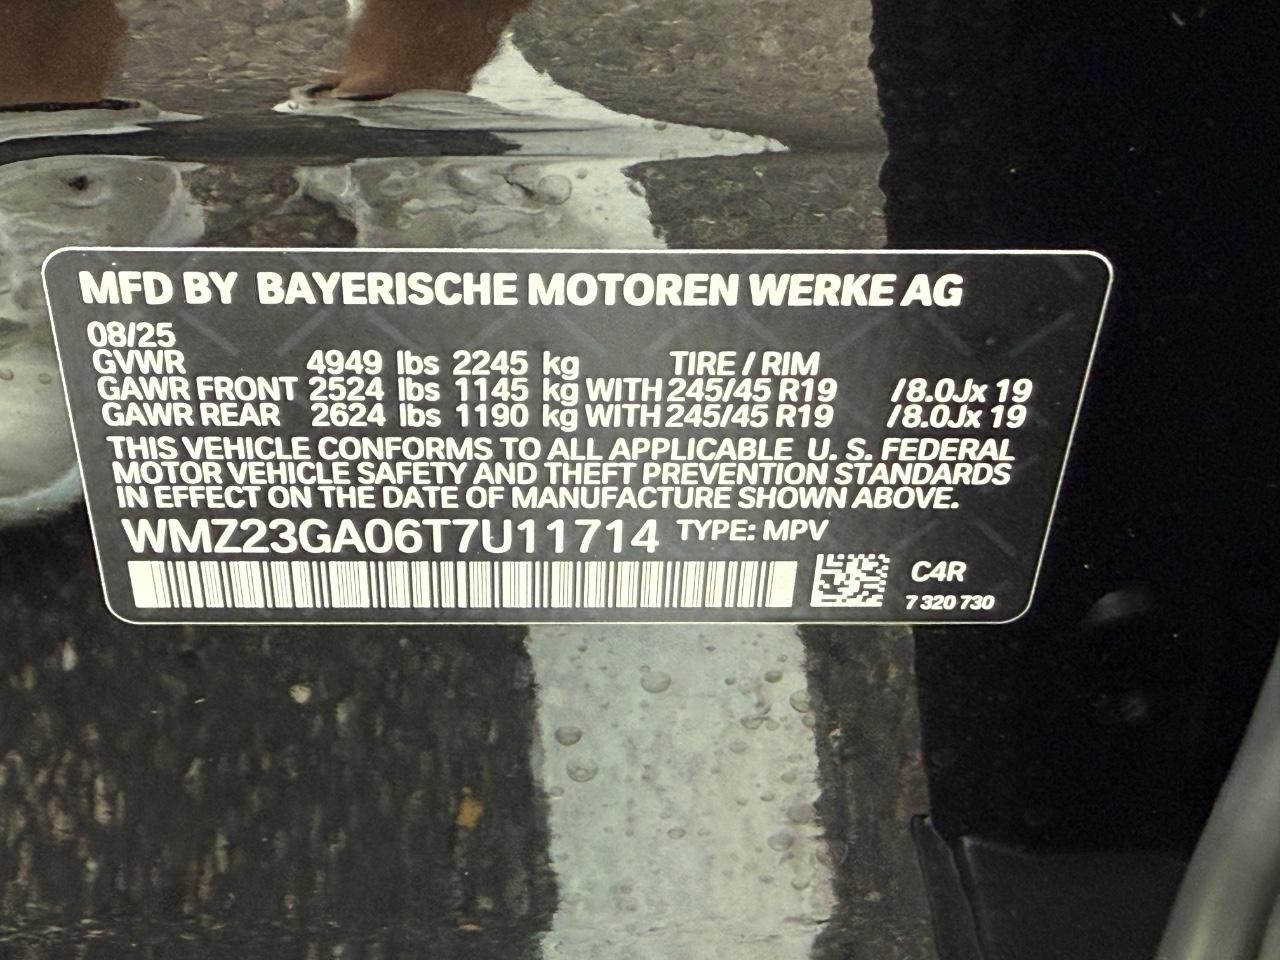 MFD BY BAYERISCHE MOTOREN WERKE AG
08/25
GVWR 4949 lbs 2245 kg TIRE / RIM
GAWR FRONT 2524 lbs 1145 kg WITH 245/45 R19 /8.0Jx 19
GAWR REAR 2624 lbs 1190 kg WITH 245/45 R19 /8.0Jx 19
THIS VEHICLE CONFORMS TO ALL APPLICABLE U. S. FEDERAL
MOTOR VEHICLE SAFETY AND THEFT PREVENTION STANDARDS
IN EFFECT ON THE DATE OF MANUFACTURE SHOWN ABOVE.
WMZ23GA06T7U11714 TYPE: MPV
C4R
7 320 730